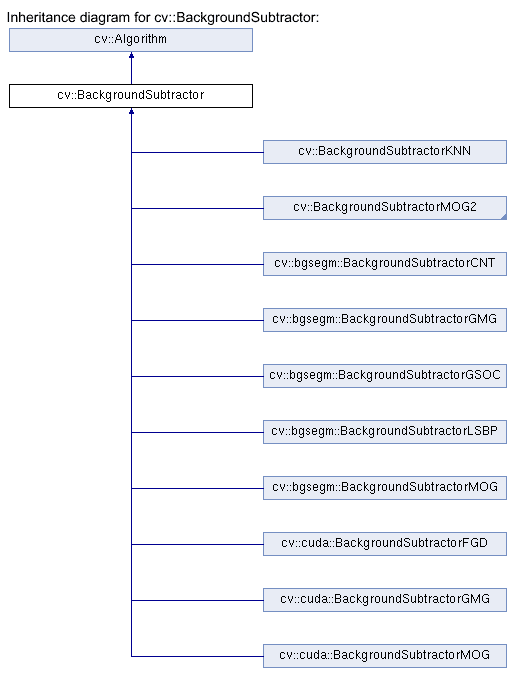 Inheritance diagram for cv::BackgroundSubtractor:
cv::Algorithm
cv::BackgroundSubtractor
cv::BackgroundSubtractorKNN
cv::BackgroundSubtractorMOG2
cv::bgsegm::BackgroundSubtractorCNT
cv::bgsegm::BackgroundSubtractorGMG
cv::bgsegm::BackgroundSubtractorGSOC
cv::bgsegm::BackgroundSubtractorLSBP
cv::bgsegm::BackgroundSubtractorMOG
cv::cuda::BackgroundSubtractorFGD
cv::cuda::BackgroundSubtractorGMG
cv::cuda::BackgroundSubtractorMOG